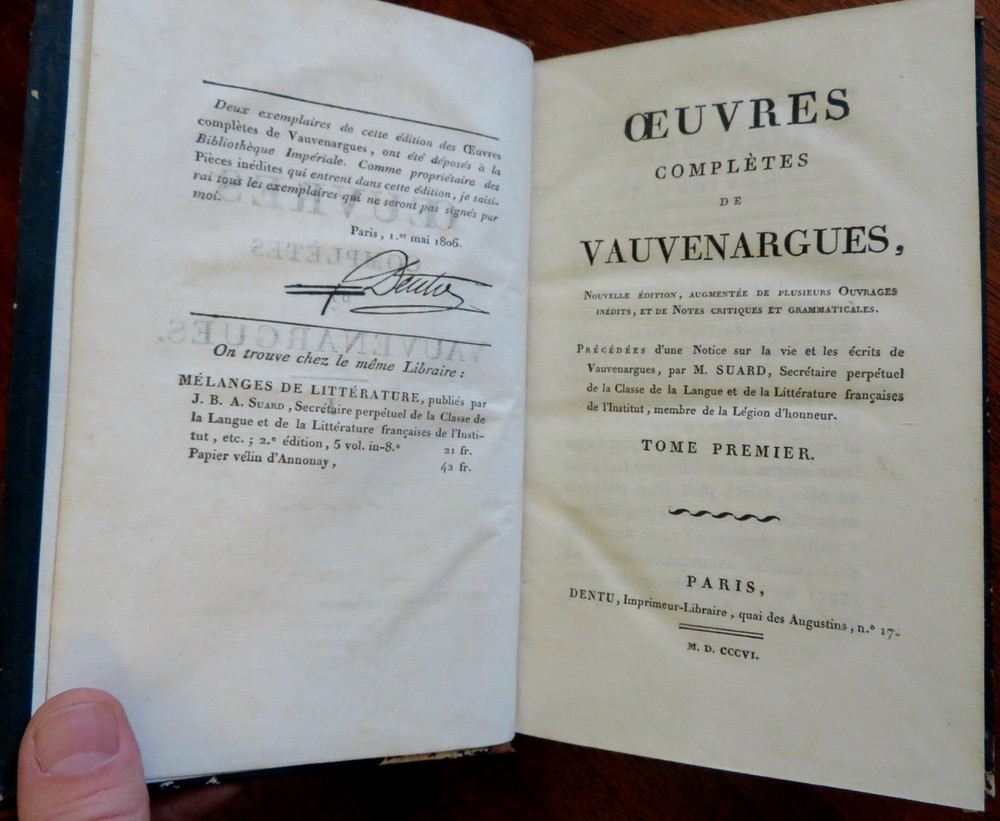 Deux exemplaires de cette édition des Œuvres
complètes de Vauvenargues, ont été déposés à la
Bibliothèque Impériale. Comme propriétaire des
Pièces inédites qui entrent dans cette édition, je saisi-
rai tous les exemplaires qui ne seront pas signés par
moi.
Paris, 1.er mai 1806.
Dentu
On trouve chez le même Libraire :
MÉLANGES DE LITTÉRATURE, publiés par
J. B. A. SUARD, Secrétaire perpétuel de la Classe de
la Langue et de la Littérature françaises de l'Insti-
tut, etc. ; 2.e édition, 5 vol. in-8.o 21 fr.
Papier vélin d'Annonay, 42 fr.
ŒUVRES
COMPLÈTES
DE
VAUVENARGUES,
NOUVELLE ÉDITION, AUGMENTÉE DE PLUSIEURS OUVRAGES
INÉDITS, ET DE NOTES CRITIQUES ET GRAMMATICALES.
PRÉCÉDÉES d'une Notice sur la vie et les écrits de
Vauvenargues, par M. SUARD, Secrétaire perpétuel
de la Classe de la Langue et de la Littérature françaises
de l'Institut, membre de la Légion d'honneur.
TOME PREMIER.
PARIS,
DENTU, Imprimeur-Libraire, quai des Augustins, n.o 17.
M. D. CCCVI.